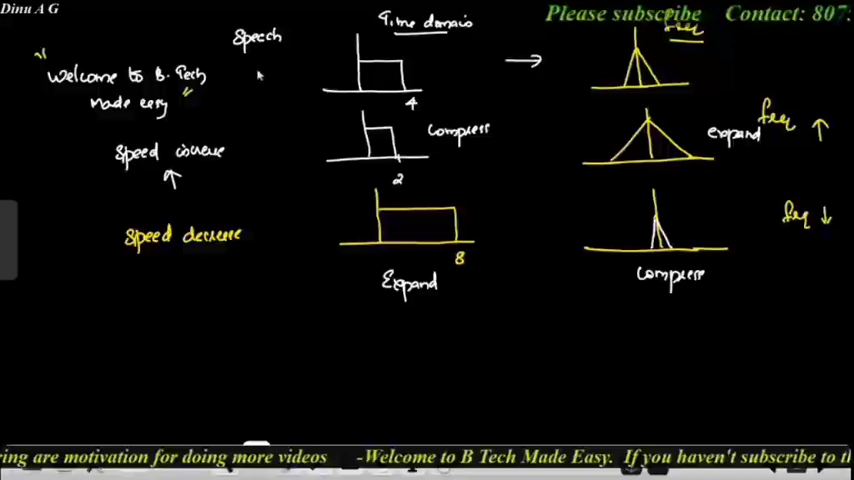 Dinu A G
Please subscribe Contact: 807
Speech
Time domain
freq
" Welcome to B. Tech
made easy "
4
Compress
expand
freq ↑
Speed increase
2
Speed decrease
freq ↓
8
Expand
Compress
ring are motivation for doing more videos -Welcome to B Tech Made Easy. If you haven't subscribe to th